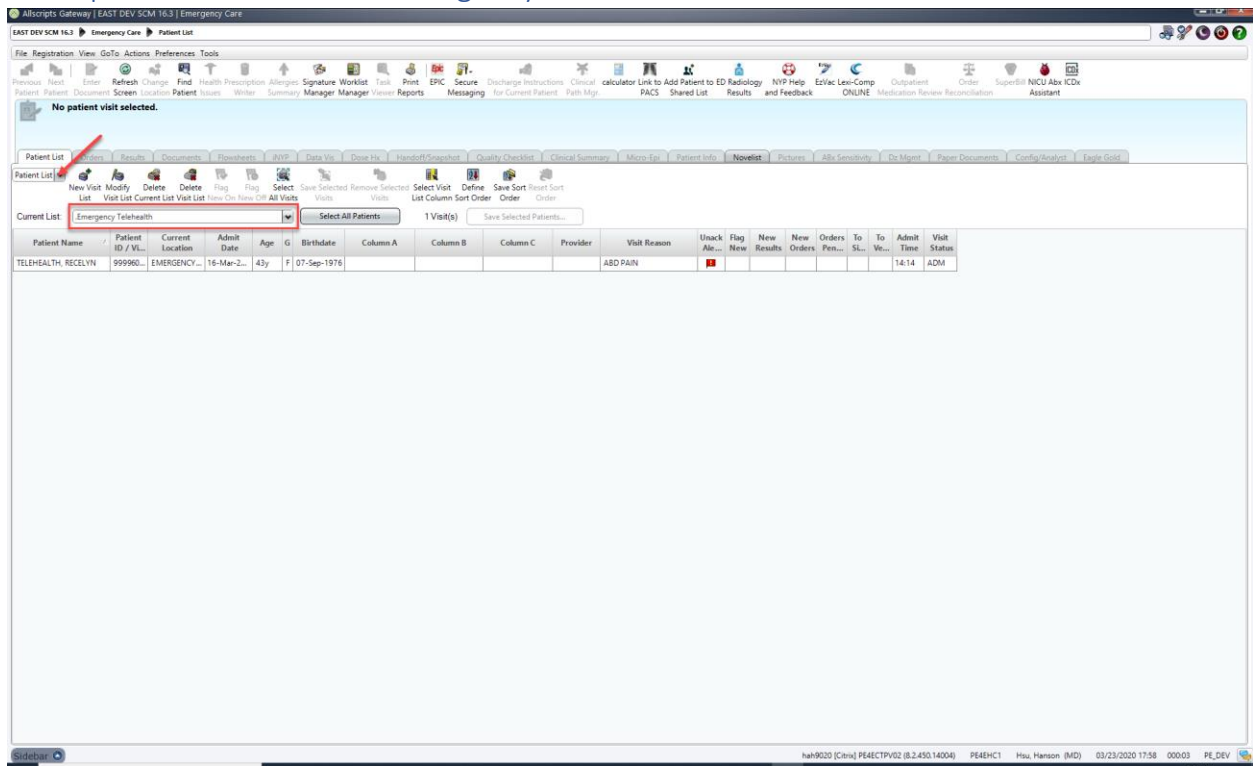 Allscripts Gateway | EAST DEV SCM 16.3 | Emergency Care
EAST DEV SCM 16.3 Emergency Care Patient List
File Registration View GoTo Actions Preferences Tools
Previous Next Enter Refresh Change Find Health Prescription Allergies Signature Worklist Task Print EPIC Secure Discharge Instructions Clinical calculator Link to Add Patient to ED Radiology NYP Help EzVac Lexi-Comp Outpatient Order SuperBill NICU Abx ICDx
Patient Patient Document Screen Location Patient Issues Writer Summary Manager Manager Viewer Reports Messaging for Current Patient Path Mgr. PACS Shared List Results and Feedback ONLINE Medication Review Reconciliation Assistant
No patient visit selected.
Patient List Orders Results Documents Flowsheets iNYP Data Vis Dose Hx Handoff/Snapshot Quality Checklist Clinical Summary Micro-Epi Patient Info Novelist Pictures ABx Sensitivity Dz Mgmt Paper Documents Config/Analyst Eagle Gold
Patient List
New Visit Modify Delete Delete Flag Flag Select Save Selected Remove Selected Select Visit Define Save Sort Reset Sort
List Visit List Current List Visit List New On New Off All Visits Visits Visits List Column Sort Order Order Order
Current List: .Emergency Telehealth Select All Patients 1 Visit(s) Save Selected Patients...
Patient Name Patient ID / Vi... Current Location Admit Date Age G Birthdate Column A Column B Column C Provider Visit Reason Unack Ale... Flag New New Results New Orders Orders Pen... To Si... To Ve... Admit Time Visit Status
TELEHEALTH, RECELYN 999960... EMERGENCY... 16-Mar-2... 43y F 07-Sep-1976 ABD PAIN 14:14 ADM
Sidebar hah9020 [Citrix] PE4ECTPV02 (8.2.450.14004) PE4EHC1 Hsu, Hanson (MD) 03/23/2020 17:58 000:03 PE_DEV